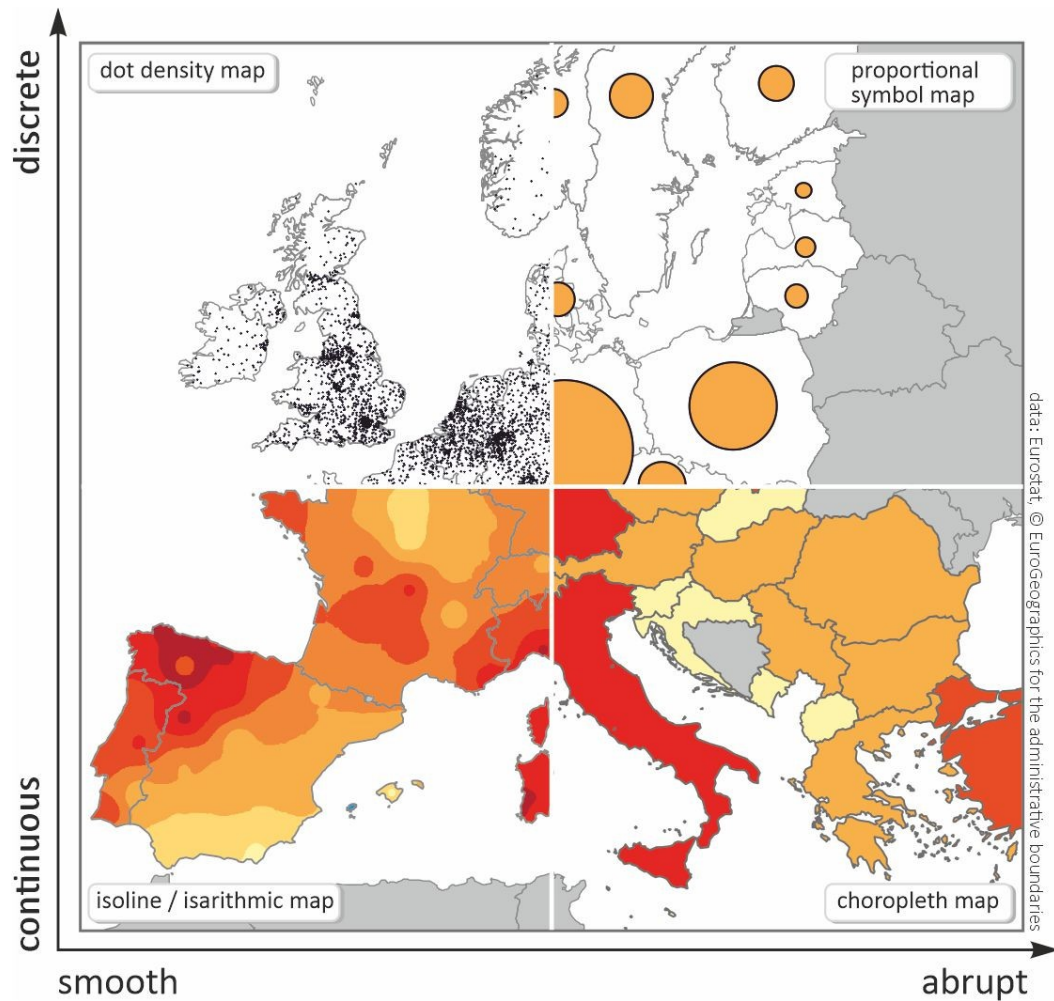 discrete
dot density map
proportional
symbol map
data: Eurostat, © EuroGeographics for the administrative boundaries
continuous
isoline / isarithmic map
choropleth map
smooth
abrupt